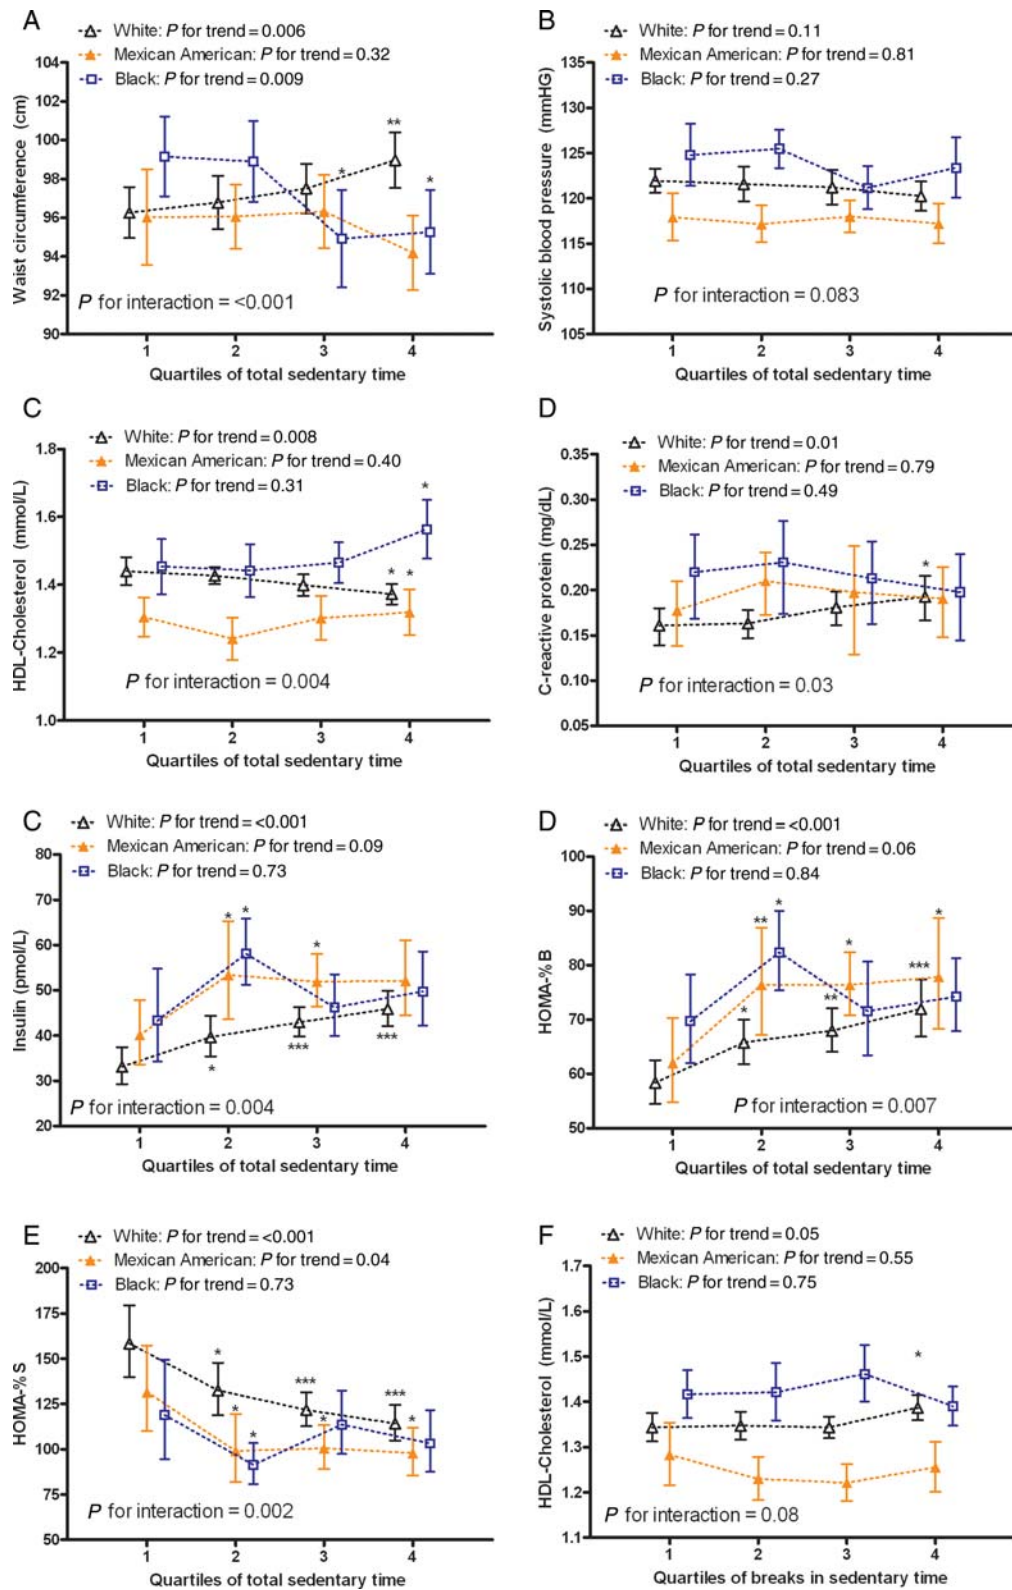 A
White: P for trend = 0.006
Mexican American: P for trend = 0.32
Black: P for trend = 0.009
104
102
100
98
96
94
92
90
Waist circumference (cm)
**
*
*
P for interaction = <0.001
1 2 3 4
Quartiles of total sedentary time
B
White: P for trend = 0.11
Mexican American: P for trend = 0.81
Black: P for trend = 0.27
135
130
125
120
115
110
105
Systolic blood pressure (mmHG)
P for interaction = 0.083
1 2 3 4
Quartiles of total sedentary time
C
White: P for trend = 0.008
Mexican American: P for trend = 0.40
Black: P for trend = 0.31
1.8
1.6
1.4
1.2
1.0
HDL-Cholesterol (mmol/L)
*
* *
P for interaction = 0.004
1 2 3 4
Quartiles of total sedentary time
D
White: P for trend = 0.01
Mexican American: P for trend = 0.79
Black: P for trend = 0.49
0.35
0.30
0.25
0.20
0.15
0.10
0.05
C-reactive protein (mg/dL)
*
P for interaction = 0.03
1 2 3 4
Quartiles of total sedentary time
C
White: P for trend = <0.001
Mexican American: P for trend = 0.09
Black: P for trend = 0.73
80
70
60
50
40
30
20
Insulin (pmol/L)
* *
*
*** ***
*
P for interaction = 0.004
1 2 3 4
Quartiles of total sedentary time
D
White: P for trend = <0.001
Mexican American: P for trend = 0.06
Black: P for trend = 0.84
100
90
80
70
60
50
HOMA-%B
*
** *
*
***
**
*
P for interaction = 0.007
1 2 3 4
Quartiles of total sedentary time
E
White: P for trend = <0.001
Mexican American: P for trend = 0.04
Black: P for trend = 0.73
200
175
150
125
100
75
50
HOMA-%S
*
*** ***
*
* *
*
P for interaction = 0.002
1 2 3 4
Quartiles of total sedentary time
F
White: P for trend = 0.05
Mexican American: P for trend = 0.55
Black: P for trend = 0.75
1.7
1.6
1.5
1.4
1.3
1.2
1.1
HDL-Cholesterol (mmol/L)
*
P for interaction = 0.08
1 2 3 4
Quartiles of breaks in sedentary time